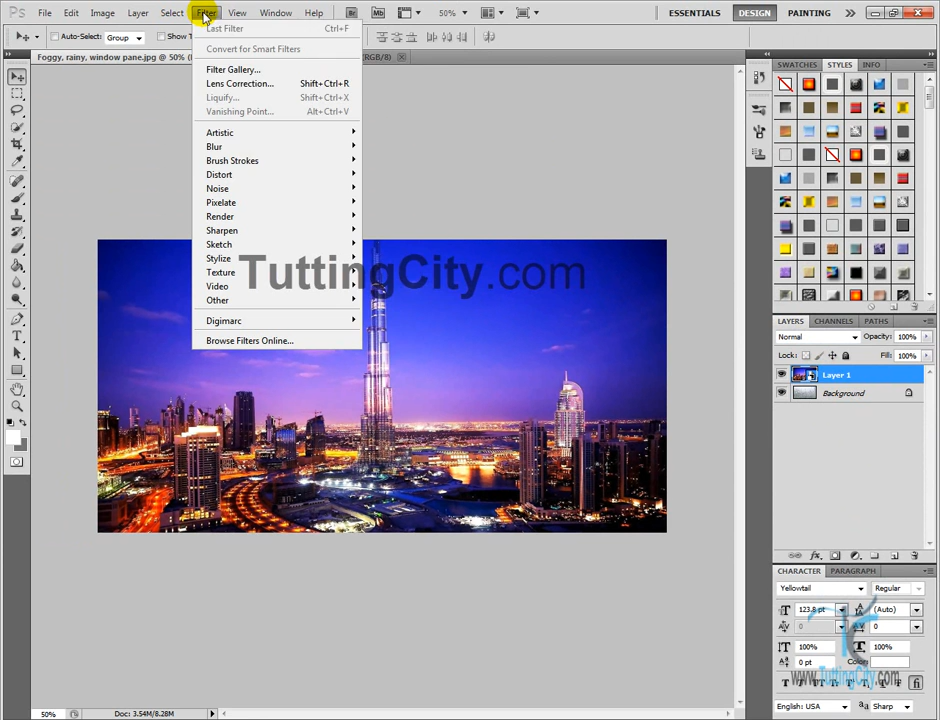 Ps File Edit Image Layer Select Filter View Window Help Br Mb 50% ESSENTIALS DESIGN PAINTING
Auto-Select: Group Show T
Foggy, rainy, window pane.jpg @ 50% ( RGB/8)
Last Filter Ctrl+F
Convert for Smart Filters
Filter Gallery...
Lens Correction... Shift+Ctrl+R
Liquify... Shift+Ctrl+X
Vanishing Point... Alt+Ctrl+V
Artistic
Blur
Brush Strokes
Distort
Noise
Pixelate
Render
Sharpen
Sketch
Stylize
Texture
Video
Other
Digimarc
Browse Filters Online...
TuttingCity.com
SWATCHES STYLES INFO
LAYERS CHANNELS PATHS
Normal Opacity: 100%
Lock: Fill: 100%
Layer 1
Background
fx
CHARACTER PARAGRAPH
Yellowtail Regular
123.8 pt (Auto)
0 0
100% 100%
0 pt Color:
www.TuttingCity.com
English: USA aa Sharp
50% Doc: 3.54M/8.28M